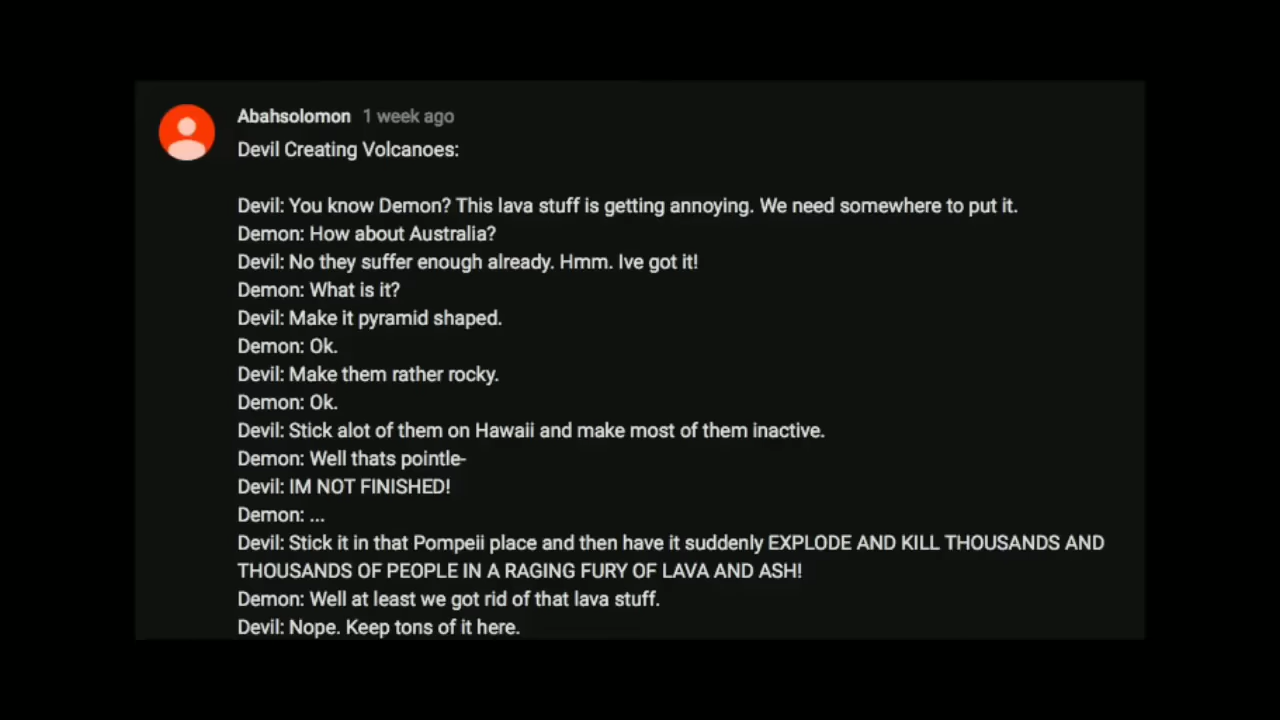 Abahsolomon 1 week ago
Devil Creating Volcanoes:
Devil: You know Demon? This lava stuff is getting annoying. We need somewhere to put it.
Demon: How about Australia?
Devil: No they suffer enough already. Hmm. Ive got it!
Demon: What is it?
Devil: Make it pyramid shaped.
Demon: Ok.
Devil: Make them rather rocky.
Demon: Ok.
Devil: Stick alot of them on Hawaii and make most of them inactive.
Demon: Well thats pointle-
Devil: IM NOT FINISHED!
Demon: ...
Devil: Stick it in that Pompeii place and then have it suddenly EXPLODE AND KILL THOUSANDS AND
THOUSANDS OF PEOPLE IN A RAGING FURY OF LAVA AND ASH!
Demon: Well at least we got rid of that lava stuff.
Devil: Nope. Keep tons of it here.